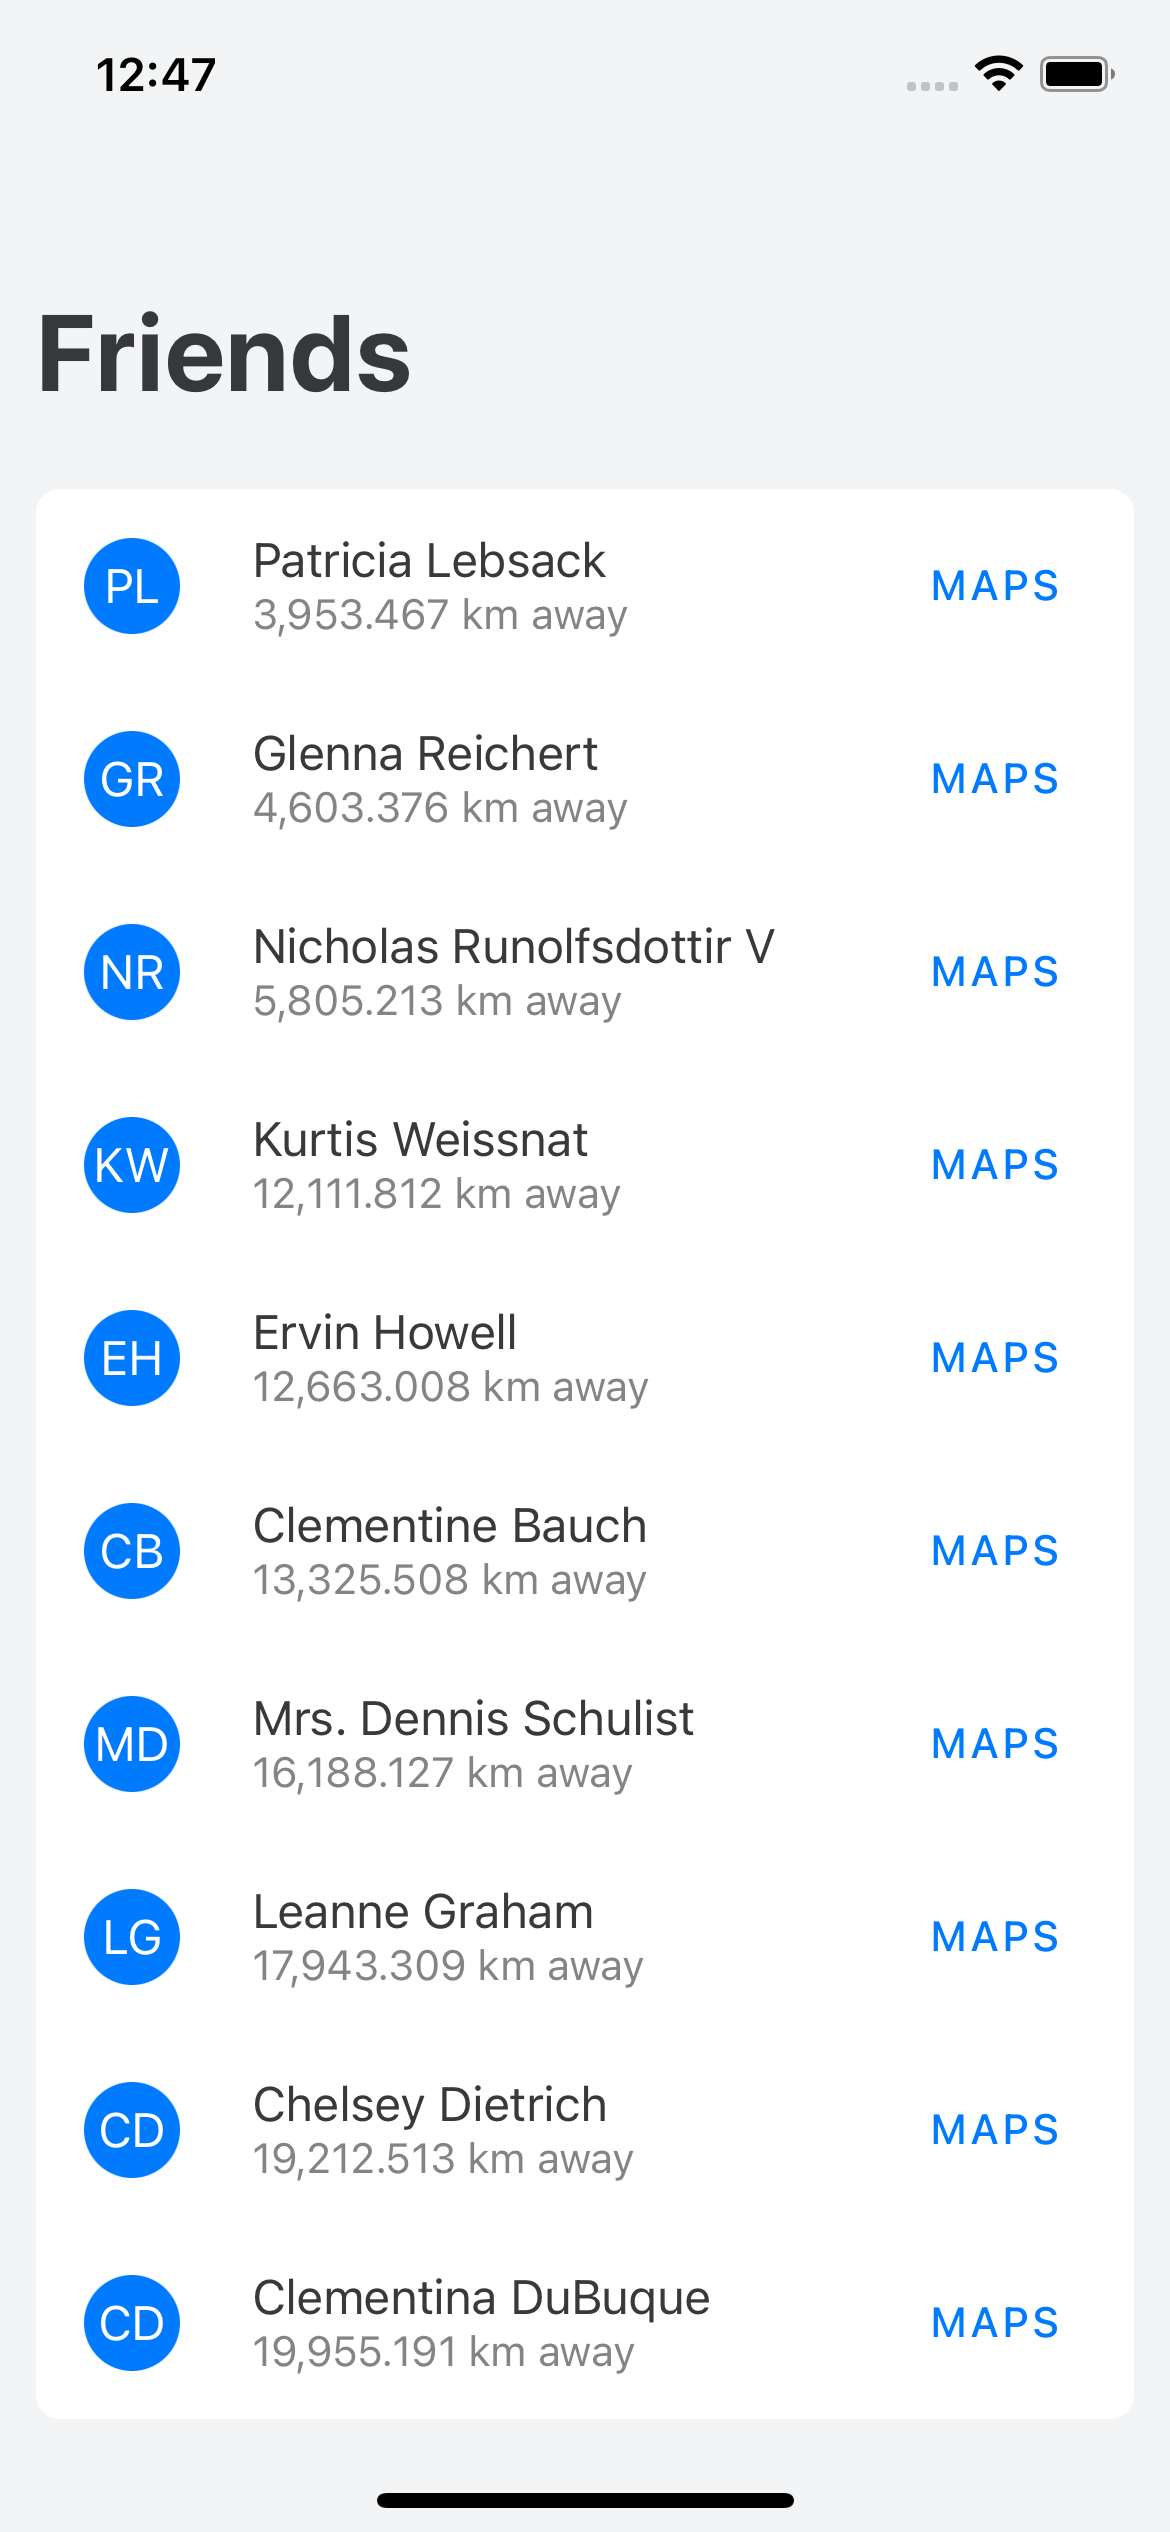 12:47
Friends
PL
Patricia Lebsack
3,953.467 km away
MAPS
GR
Glenna Reichert
4,603.376 km away
MAPS
NR
Nicholas Runolfsdottir V
5,805.213 km away
MAPS
KW
Kurtis Weissnat
12,111.812 km away
MAPS
EH
Ervin Howell
12,663.008 km away
MAPS
CB
Clementine Bauch
13,325.508 km away
MAPS
MD
Mrs. Dennis Schulist
16,188.127 km away
MAPS
LG
Leanne Graham
17,943.309 km away
MAPS
CD
Chelsey Dietrich
19,212.513 km away
MAPS
CD
Clementina DuBuque
19,955.191 km away
MAPS